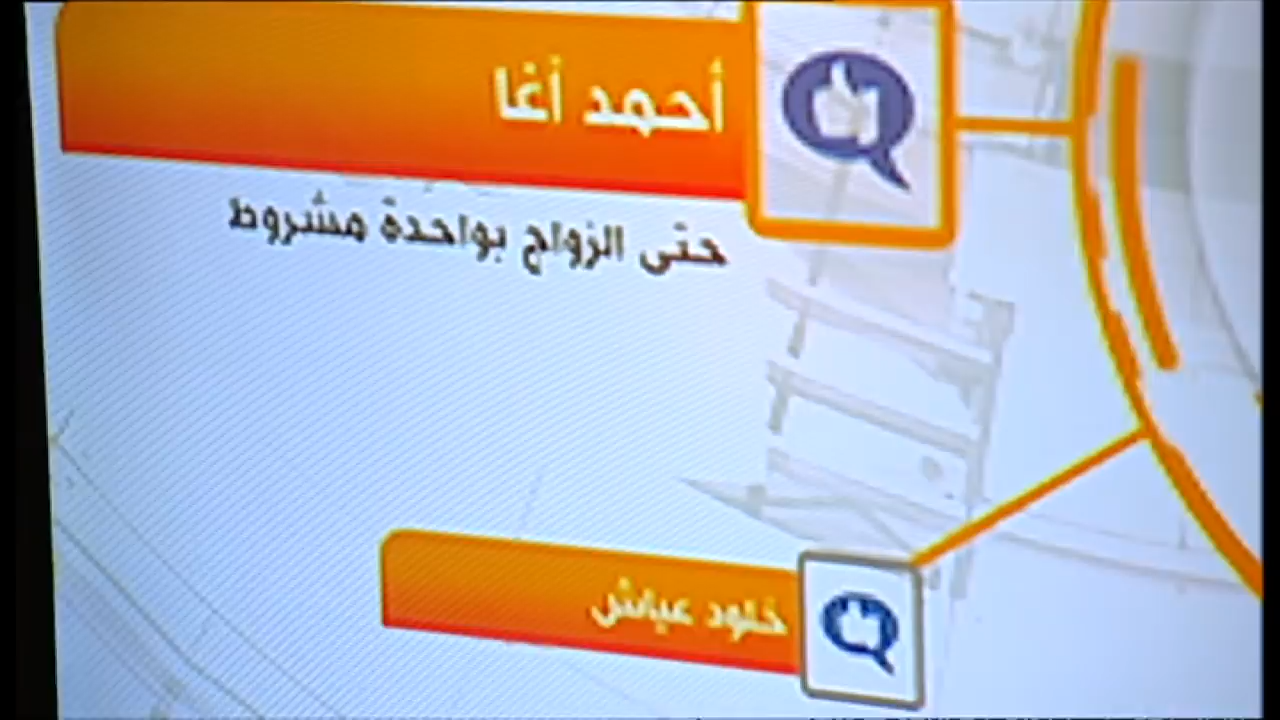 أحمد أغا
حتى الزواج بواحدة مشروط
خلود عياش